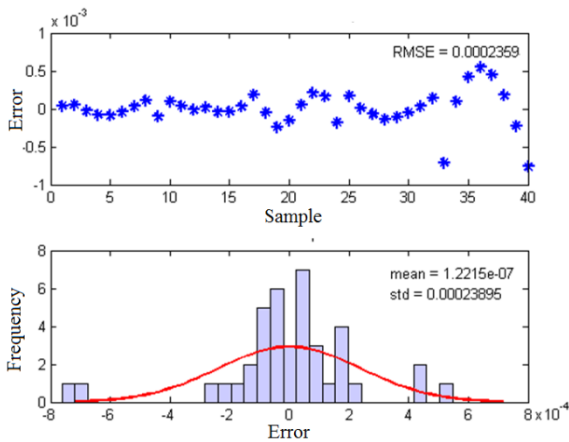 x 10^-3
1
0.5
0
-0.5
-1
Error
RMSE = 0.0002359
0 5 10 15 20 25 30 35 40
Sample
8
6
4
2
0
Frequency
mean = 1.2215e-07
std = 0.00023895
-8 -6 -4 -2 0 2 4 6 8 x10^-4
Error